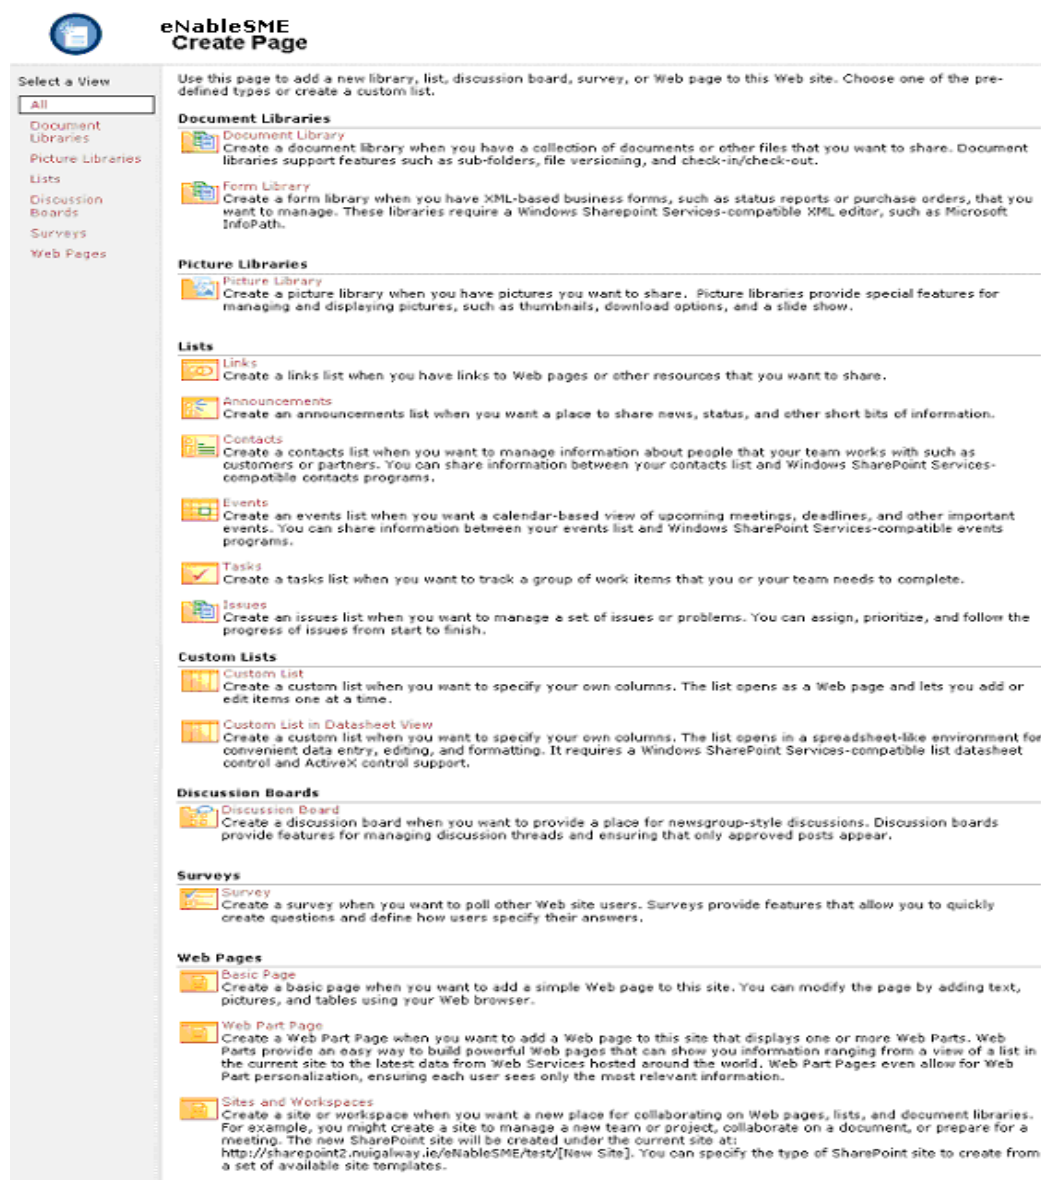 eNableSME
Create Page
Select a View
All
Document
Libraries
Picture Libraries
Lists
Discussion
Boards
Surveys
Web Pages
Use this page to add a new library, list, discussion board, survey, or Web page to this Web site. Choose one of the pre-
defined types or create a custom list.
Document Libraries
Document Library
Create a document library when you have a collection of documents or other files that you want to share. Document
libraries support features such as sub-folders, file versioning, and check-in/check-out.
Form Library
Create a form library when you have XML-based business forms, such as status reports or purchase orders, that you
want to manage. These libraries require a Windows Sharepoint Services-compatible XML editor, such as Microsoft
InfoPath.
Picture Libraries
Picture Library
Create a picture library when you have pictures you want to share. Picture libraries provide special features for
managing and displaying pictures, such as thumbnails, download options, and a slide show.
Lists
Links
Create a links list when you have links to Web pages or other resources that you want to share.
Announcements
Create an announcements list when you want a place to share news, status, and other short bits of information.
Contacts
Create a contacts list when you want to manage information about people that your team works with such as
customers or partners. You can share information between your contacts list and Windows SharePoint Services-
compatible contacts programs.
Events
Create an events list when you want a calendar-based view of upcoming meetings, deadlines, and other important
events. You can share information between your events list and Windows SharePoint Services-compatible events
programs.
Tasks
Create a tasks list when you want to track a group of work items that you or your team needs to complete.
Issues
Create an issues list when you want to manage a set of issues or problems. You can assign, prioritize, and follow the
progress of issues from start to finish.
Custom Lists
Custom List
Create a custom list when you want to specify your own columns. The list opens as a Web page and lets you add or
edit items one at a time.
Custom List in Datasheet View
Create a custom list when you want to specify your own columns. The list opens in a spreadsheet-like environment for
convenient data entry, editing, and formatting. It requires a Windows SharePoint Services-compatible list datasheet
control and ActiveX control support.
Discussion Boards
Discussion Board
Create a discussion board when you want to provide a place for newsgroup-style discussions. Discussion boards
provide features for managing discussion threads and ensuring that only approved posts appear.
Surveys
Survey
Create a survey when you want to poll other Web site users. Surveys provide features that allow you to quickly
create questions and define how users specify their answers.
Web Pages
Basic Page
Create a basic page when you want to add a simple Web page to this site. You can modify the page by adding text,
pictures, and tables using your Web browser.
Web Part Page
Create a Web Part Page when you want to add a Web page to this site that displays one or more Web Parts. Web
Parts provide an easy way to build powerful Web pages that can show you information ranging from a view of a list in
the current site to the latest data from Web Services hosted around the world. Web Part Pages even allow for Web
Part personalization, ensuring each user sees only the most relevant information.
Sites and Workspaces
Create a site or workspace when you want a new place for collaborating on Web pages, lists, and document libraries.
For example, you might create a site to manage a new team or project, collaborate on a document, or prepare for a
meeting. The new SharePoint site will be created under the current site at:
http://sharepoint2.nuigalway.ie/eNableSME/test/[New Site]. You can specify the type of SharePoint site to create from
a set of available site templates.